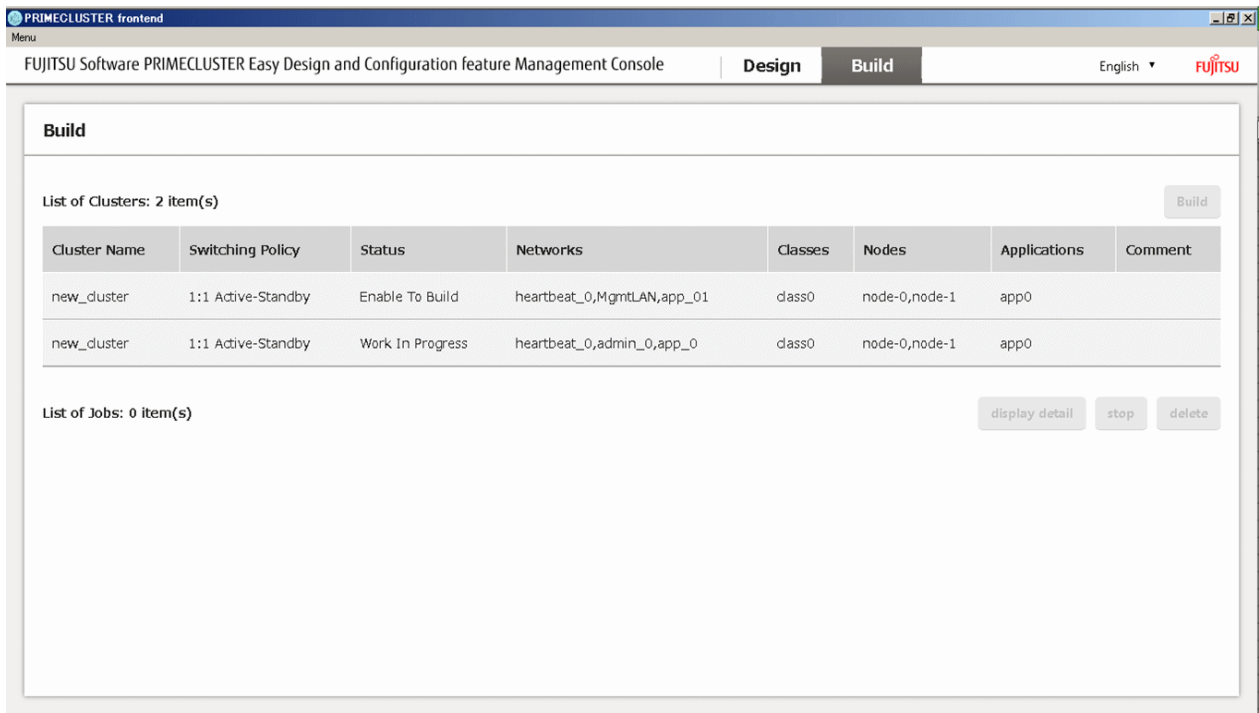 PRIMECLUSTER frontend
Menu
FUJITSU Software PRIMECLUSTER Easy Design and Configuration feature Management Console Design Build English ▼ FUJITSU
Build
List of Clusters: 2 item(s) Build
Cluster Name Switching Policy Status Networks Classes Nodes Applications Comment
new_cluster 1:1 Active-Standby Enable To Build heartbeat_0,MgmtLAN,app_01 class0 node-0,node-1 app0
new_cluster 1:1 Active-Standby Work In Progress heartbeat_0,admin_0,app_0 class0 node-0,node-1 app0
List of Jobs: 0 item(s) display detail stop delete